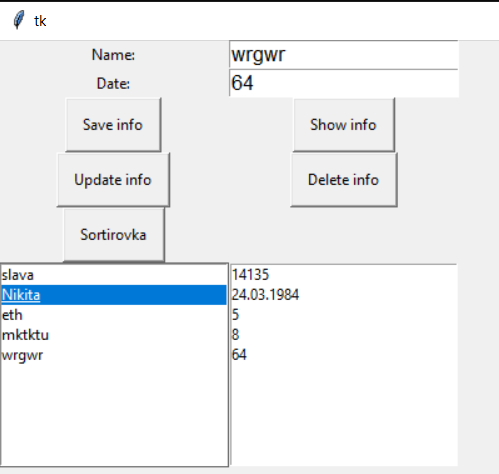 tk
Name: wrgwr
Date: 64
Save info Show info
Update info Delete info
Sortirovka
slava 14135
Nikita 24.03.1984
eth 5
mktktu 8
wrgwr 64